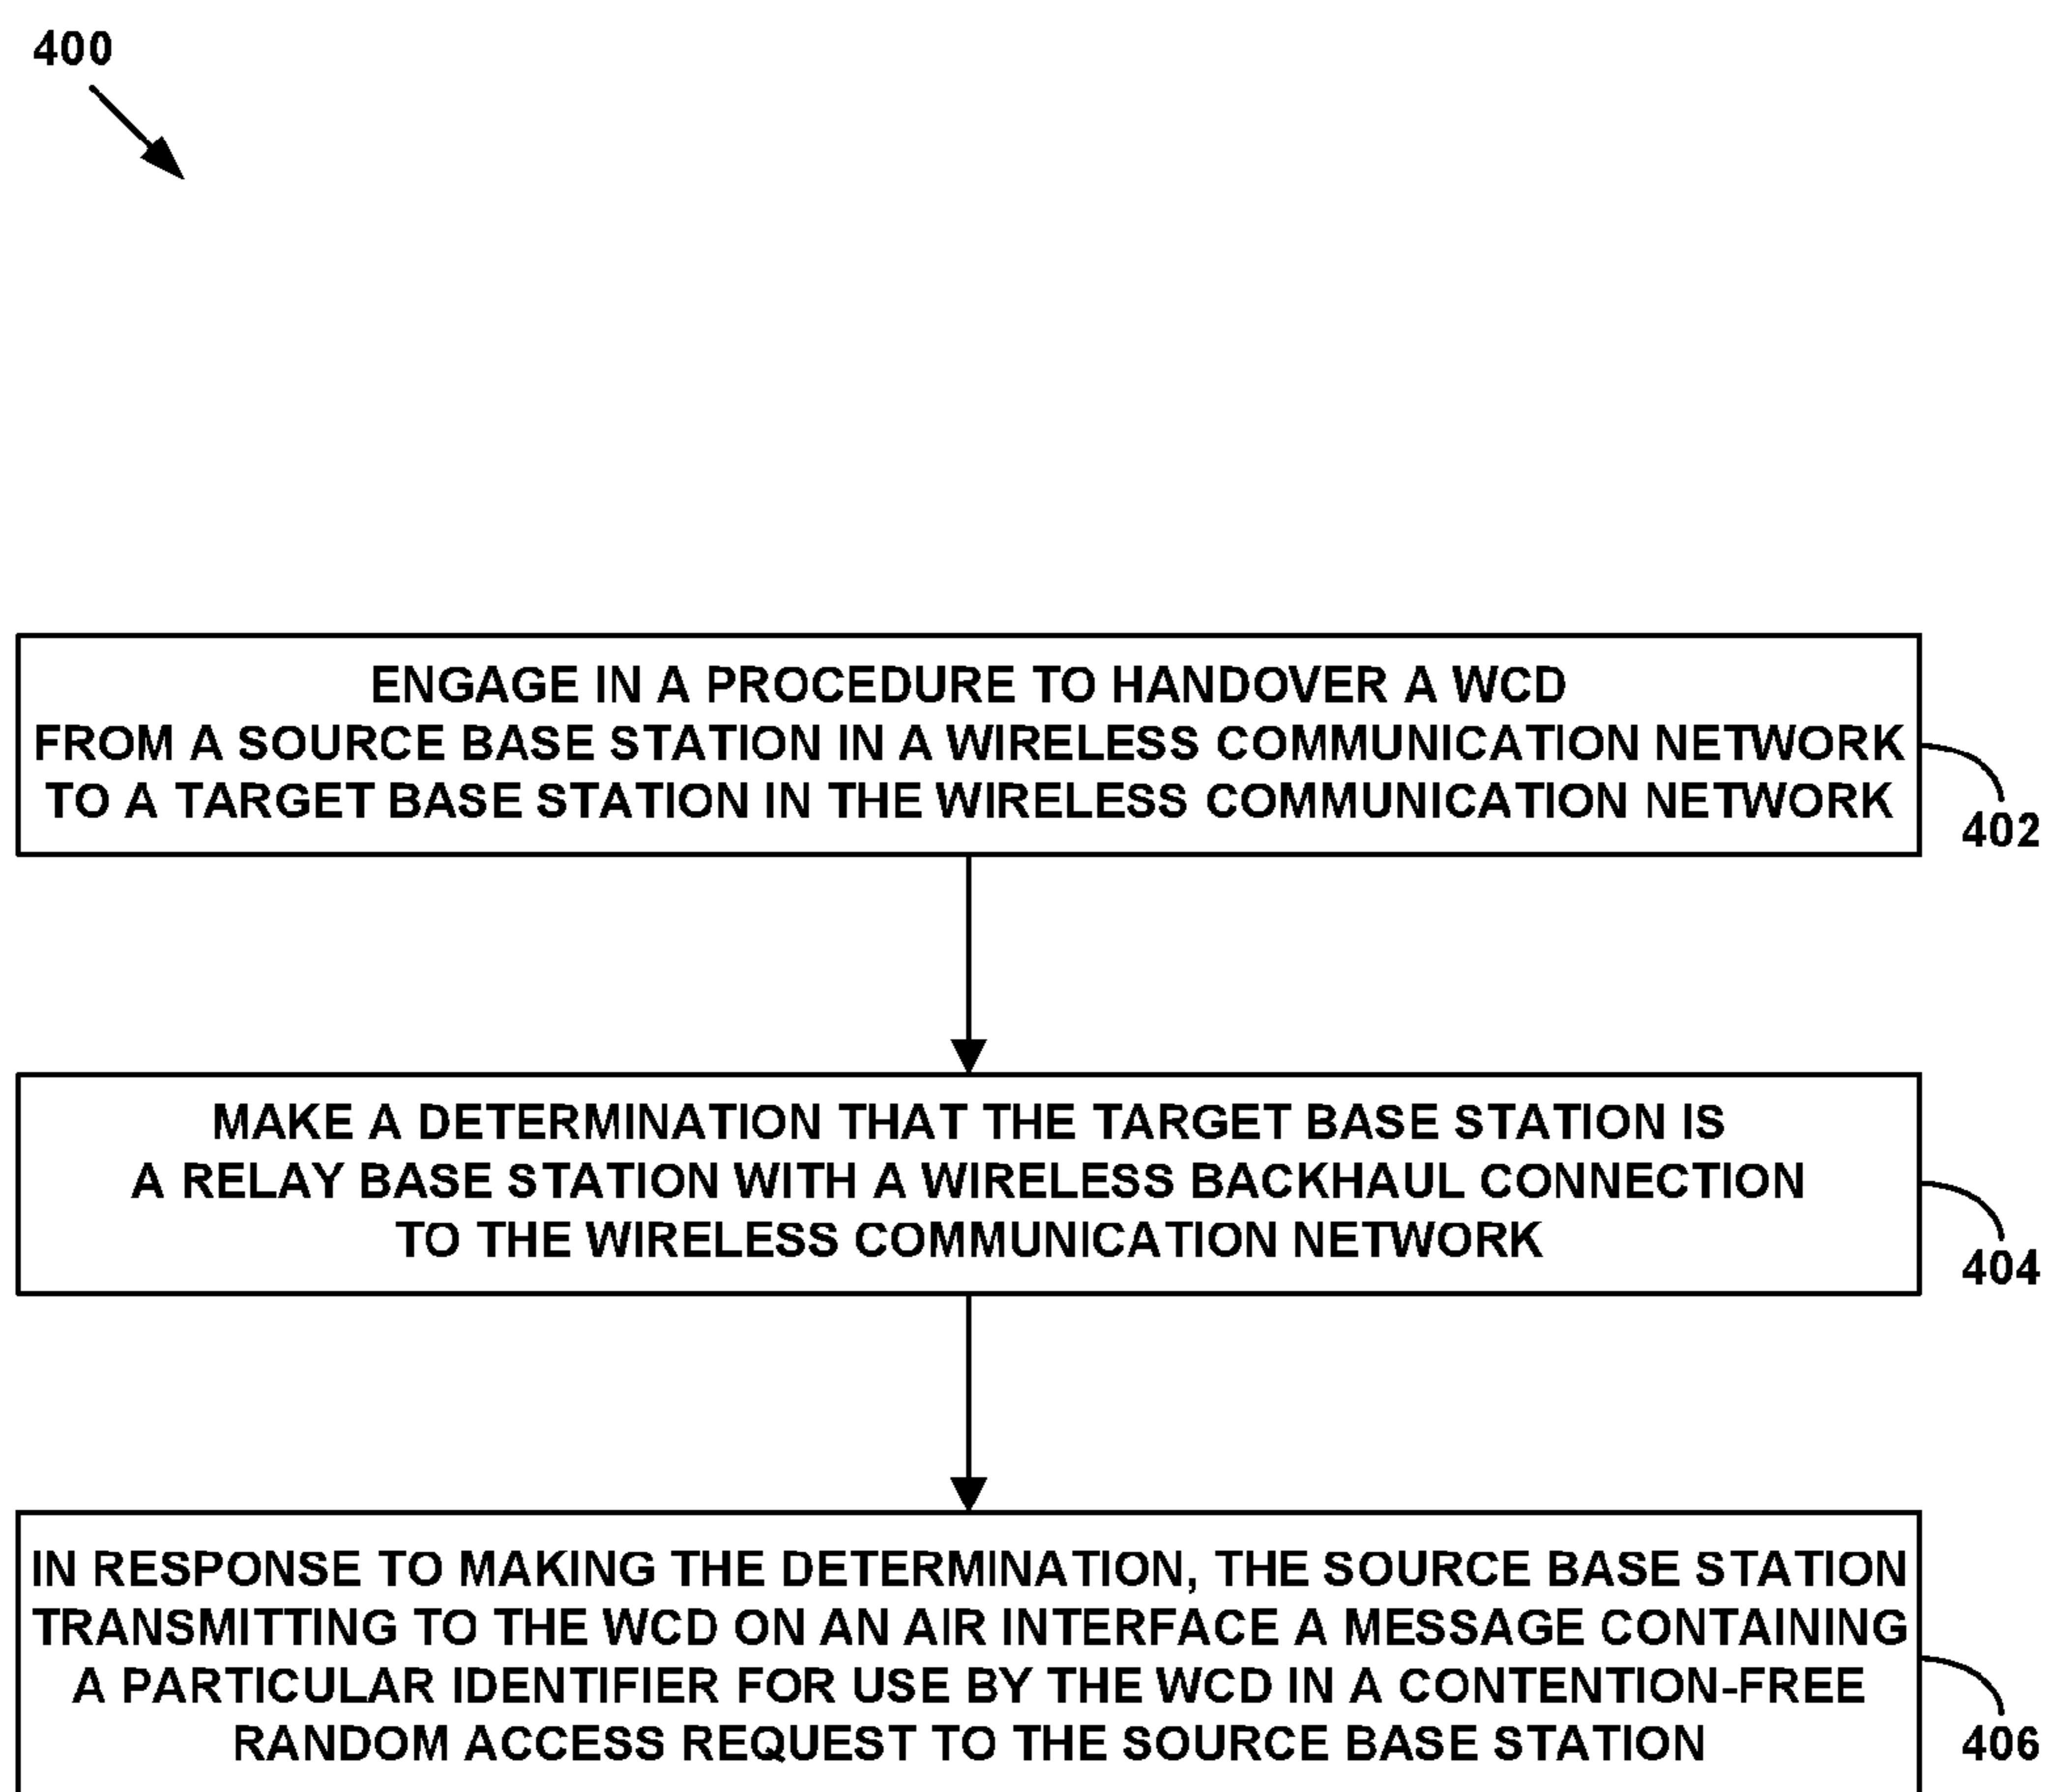 400
ENGAGE IN A PROCEDURE TO HANDOVER A WCD
FROM A SOURCE BASE STATION IN A WIRELESS COMMUNICATION NETWORK
TO A TARGET BASE STATION IN THE WIRELESS COMMUNICATION NETWORK
402
MAKE A DETERMINATION THAT THE TARGET BASE STATION IS
A RELAY BASE STATION WITH A WIRELESS BACKHAUL CONNECTION
TO THE WIRELESS COMMUNICATION NETWORK
404
IN RESPONSE TO MAKING THE DETERMINATION, THE SOURCE BASE STATION
TRANSMITTING TO THE WCD ON AN AIR INTERFACE A MESSAGE CONTAINING
A PARTICULAR IDENTIFIER FOR USE BY THE WCD IN A CONTENTION-FREE
RANDOM ACCESS REQUEST TO THE SOURCE BASE STATION
406